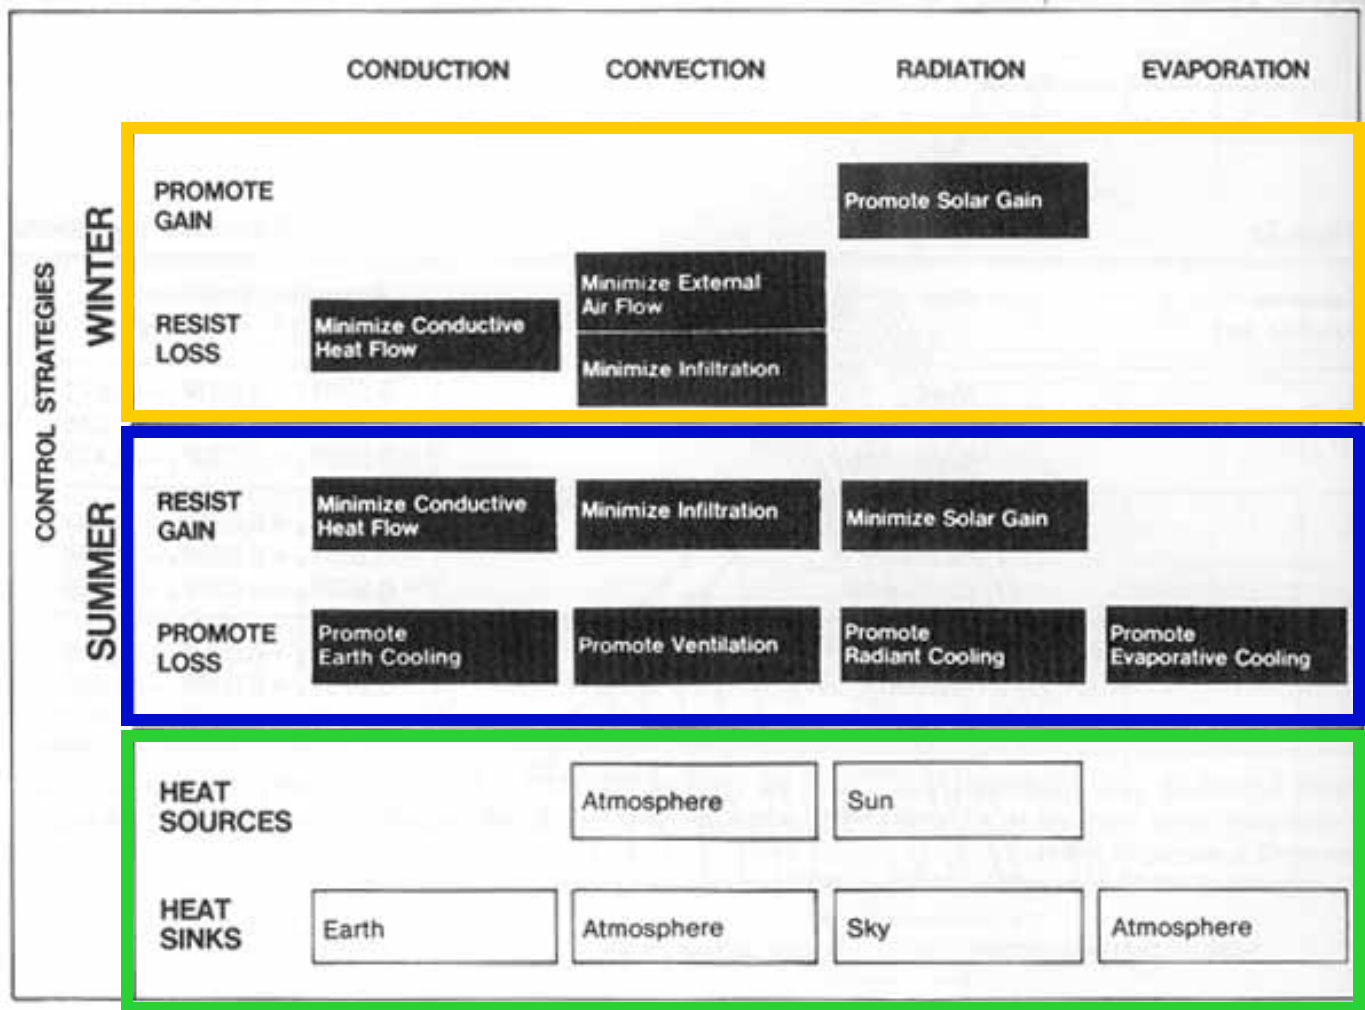 CONDUCTION CONVECTION RADIATION EVAPORATION
CONTROL STRATEGIES
WINTER
PROMOTE
GAIN
Promote Solar Gain
RESIST
LOSS
Minimize Conductive
Heat Flow
Minimize External
Air Flow
Minimize Infiltration
SUMMER
RESIST
GAIN
Minimize Conductive
Heat Flow
Minimize Infiltration
Minimize Solar Gain
PROMOTE
LOSS
Promote
Earth Cooling
Promote Ventilation
Promote
Radiant Cooling
Promote
Evaporative Cooling
HEAT
SOURCES
Atmosphere
Sun
HEAT
SINKS
Earth
Atmosphere
Sky
Atmosphere